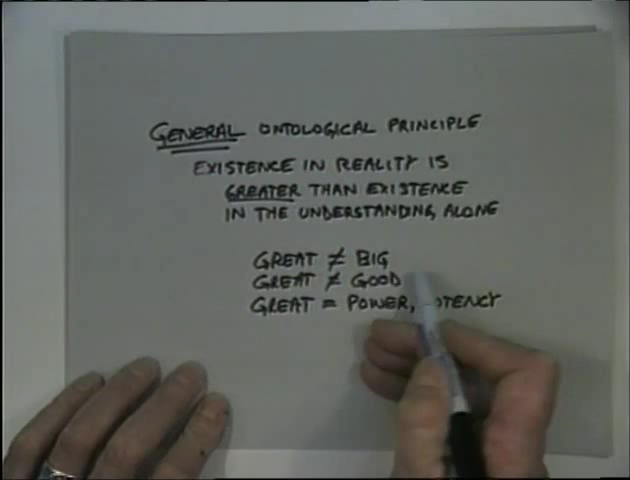 GENERAL ONTOLOGICAL PRINCIPLE
EXISTENCE IN REALITY IS
GREATER THAN EXISTENCE
IN THE UNDERSTANDING ALONE
GREAT ≠ BIG
GREAT ≠ GOOD
GREAT = POWER, POTENCY